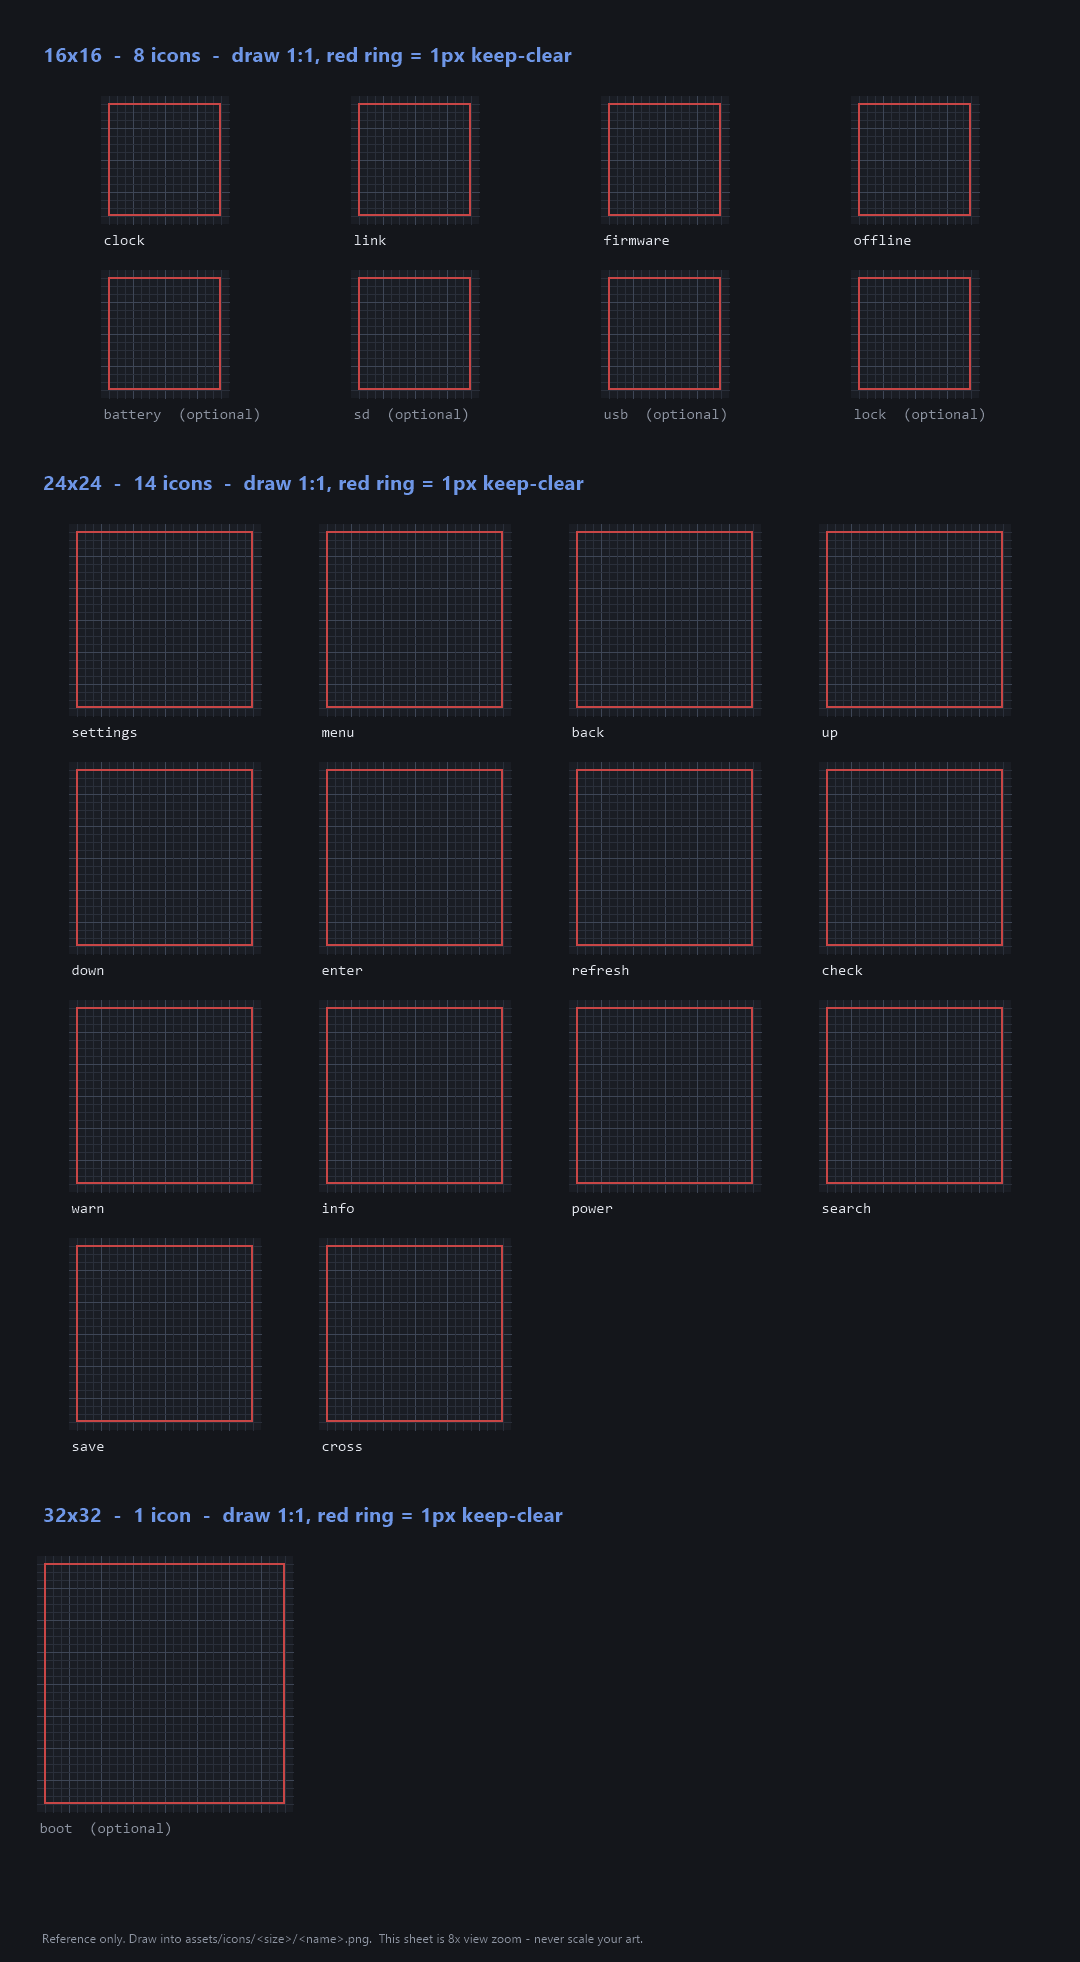 16x16  -  8 icons  -  draw 1:1, red ring = 1px keep-clear
clock
link
firmware
offline
battery  (optional)
sd  (optional)
usb  (optional)
lock  (optional)
24x24  -  14 icons  -  draw 1:1, red ring = 1px keep-clear
settings
menu
back
up
down
enter
refresh
check
warn
info
power
search
save
cross
32x32  -  1 icon  -  draw 1:1, red ring = 1px keep-clear
boot  (optional)
Reference only. Draw into assets/icons/<size>/<name>.png.  This sheet is 8x view zoom - never scale your art.